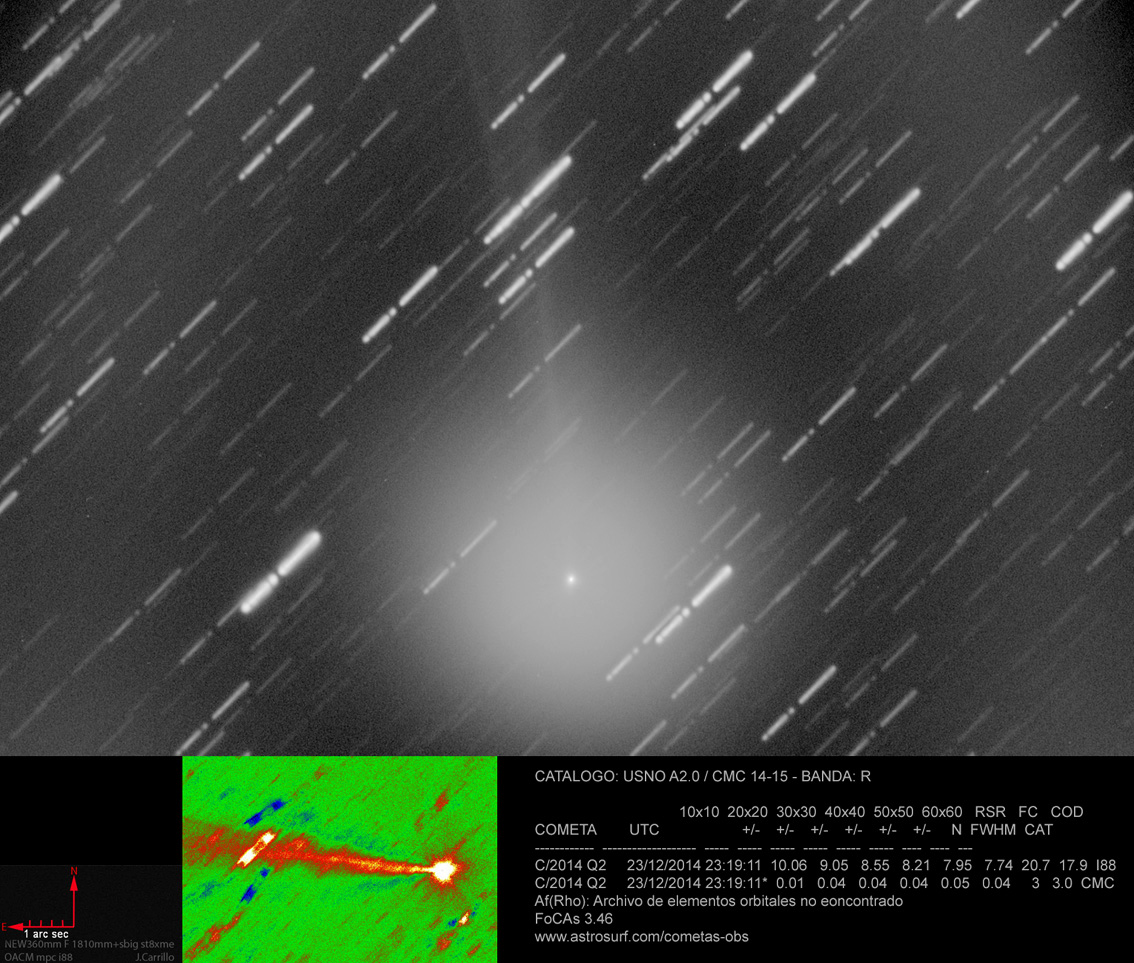 CATALOGO: USNO A2.0 / CMC 14-15 - BANDA: R
10x10 20x20 30x30 40x40 50x50 60x60 RSR FC COD
COMETA UTC +/- +/- +/- +/- +/- +/- N FWHM CAT
------------ -------------------- ----- ----- ----- ----- ----- ----- ---- ---- ---
C/2014 Q2 23/12/2014 23:19:11 10.06 9.05 8.55 8.21 7.95 7.74 20.7 17.9 I88
C/2014 Q2 23/12/2014 23:19:11* 0.01 0.04 0.04 0.04 0.05 0.04 3 3.0 CMC
Af(Rho): Archivo de elementos orbitales no eoncontrado
FoCAs 3.46
www.astrosurf.com/cometas-obs
N
E
1 arc sec
NEW360mm F 1810mm+sbig st8xme
OACM mpc i88 J.Carrillo